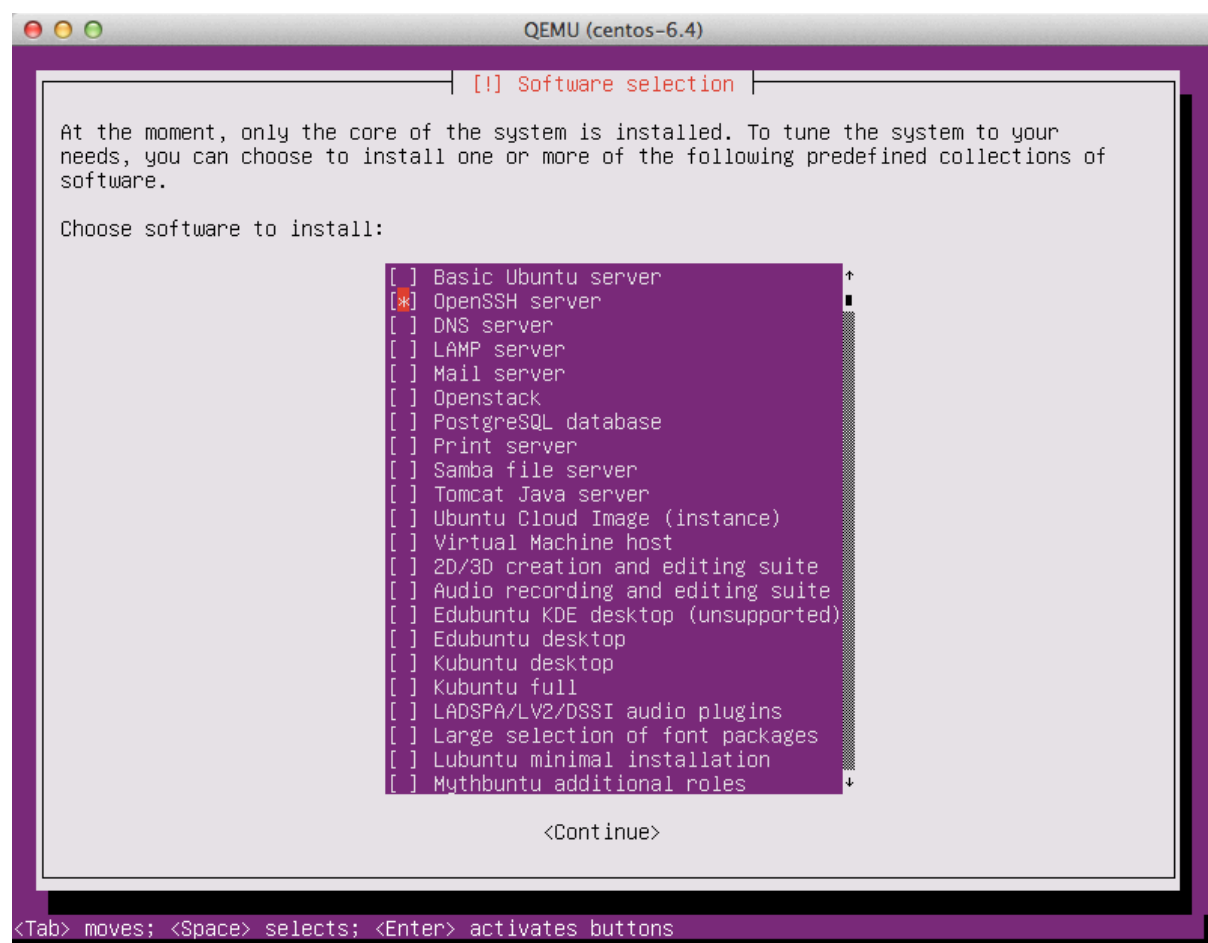 QEMU (centos-6.4)
[!] Software selection
At the moment, only the core of the system is installed. To tune the system to your
needs, you can choose to install one or more of the following predefined collections of
software.
Choose software to install:
[ ] Basic Ubuntu server
[*] OpenSSH server
[ ] DNS server
[ ] LAMP server
[ ] Mail server
[ ] Openstack
[ ] PostgreSQL database
[ ] Print server
[ ] Samba file server
[ ] Tomcat Java server
[ ] Ubuntu Cloud Image (instance)
[ ] Virtual Machine host
[ ] 2D/3D creation and editing suite
[ ] Audio recording and editing suite
[ ] Edubuntu KDE desktop (unsupported)
[ ] Edubuntu desktop
[ ] Kubuntu desktop
[ ] Kubuntu full
[ ] LADSPA/LV2/DSSI audio plugins
[ ] Large selection of font packages
[ ] Lubuntu minimal installation
[ ] Mythbuntu additional roles
<Continue>
<Tab> moves; <Space> selects; <Enter> activates buttons